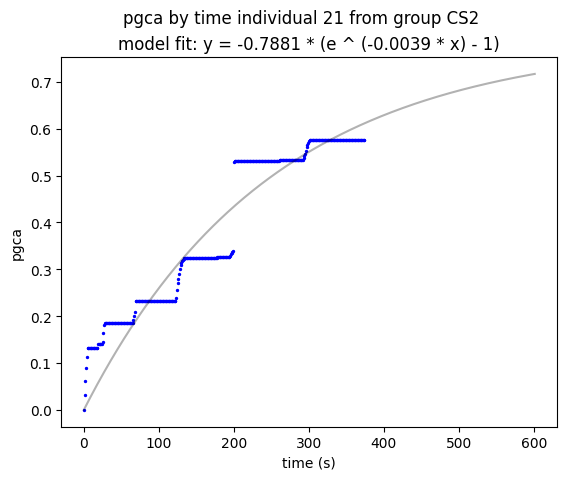 pgca by time individual 21 from group CS2
model fit: y = -0.7881 * (e ^ (-0.0039 * x) - 1)
0.7
0.6
0.5
0.4
0.3
0.2
0.1
0.0
pgca
0 100 200 300 400 500 600
time (s)